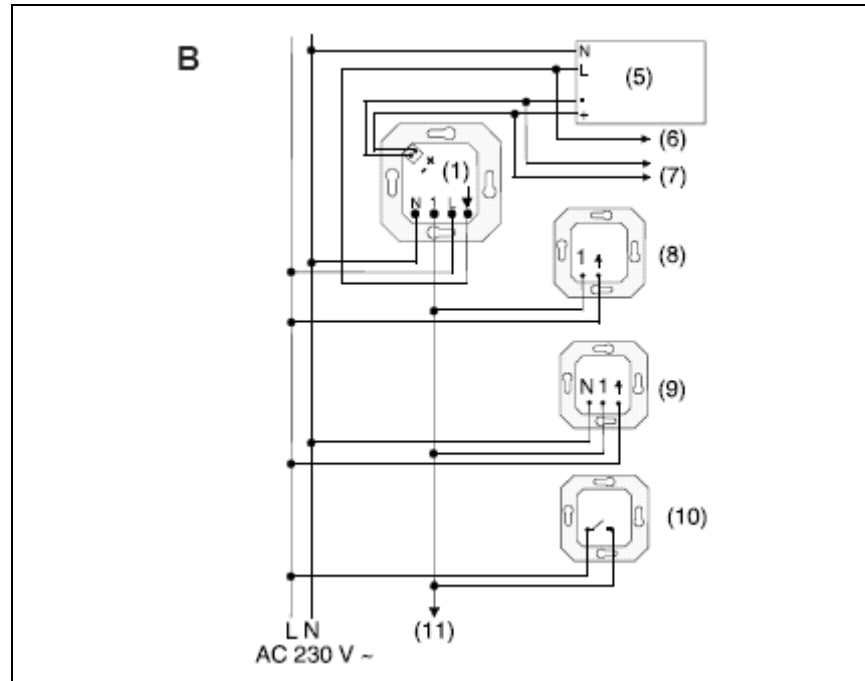 B
N
L
(5)
-
+
(6)
(7)
(1)
+
-
N 1 L
(8)
1
(9)
N 1
(10)
L N
(11)
AC 230 V ~